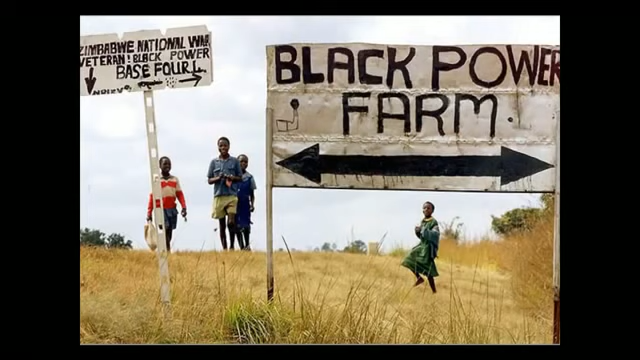 ZIMBABWE NATIONAL WAR
VETERAN! BLACK POWER
BASE FOUR
BLACK POWER
FARM.